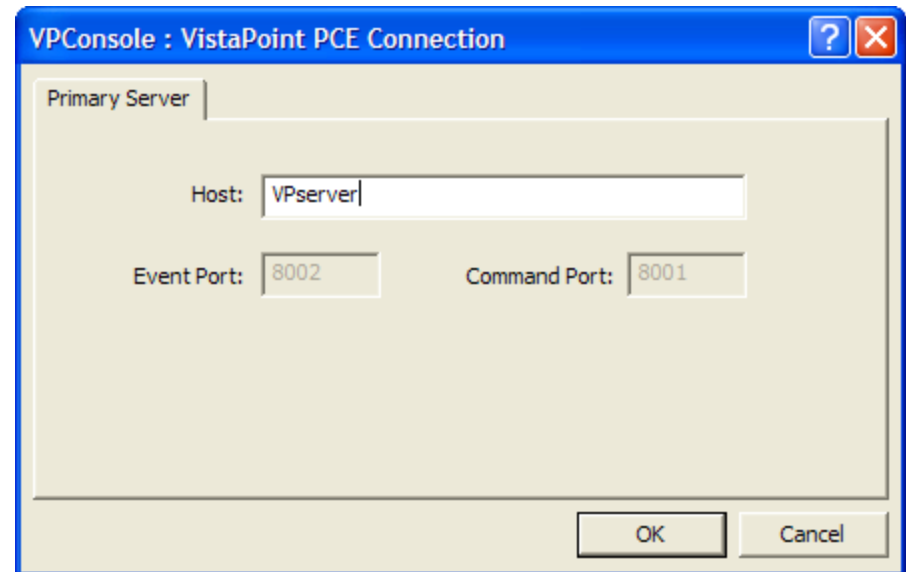 VPConsole : VistaPoint PCE Connection
Primary Server
Host: VPserver
Event Port: 8002 Command Port: 8001
OK Cancel